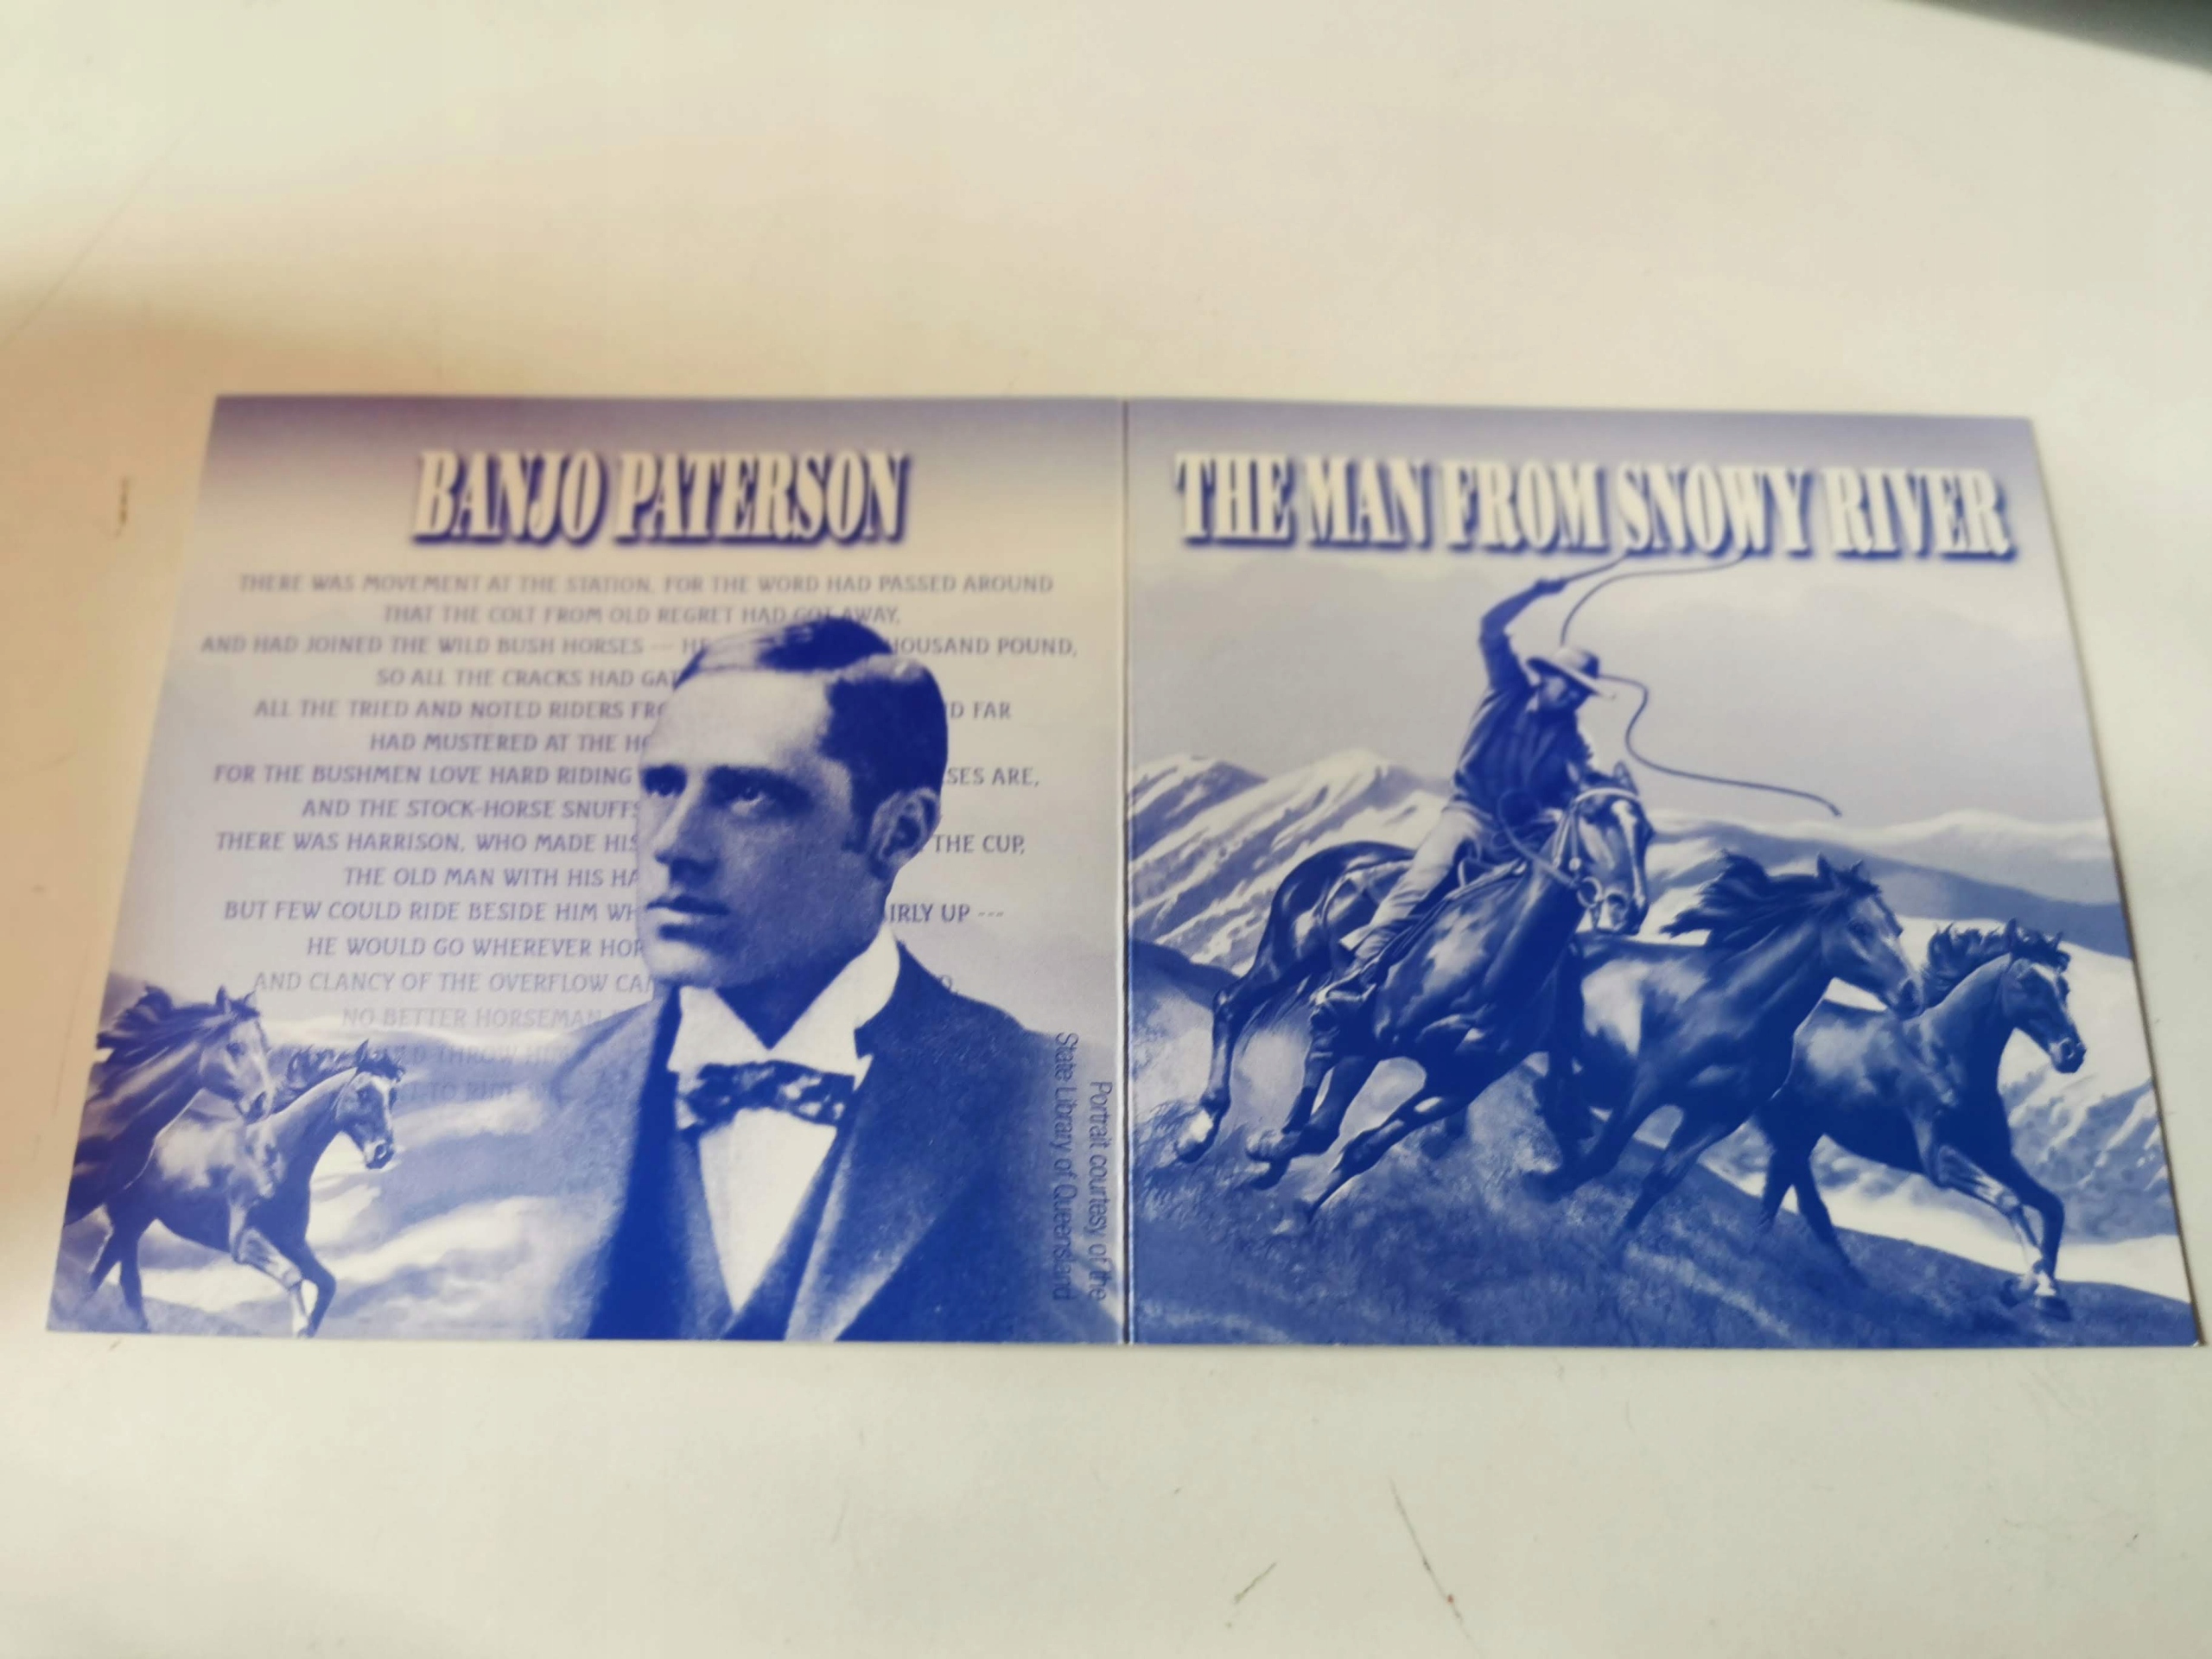 BANJO PATERSON
THERE WAS MOVEMENT AT THE STATION, FOR THE WORD HAD PASSED AROUND
THAT THE COLT FROM OLD REGRET HAD GOT AWAY,
AND HAD JOINED THE WILD BUSH HORSES — HOUSAND POUND,
SO ALL THE CRACKS HAD
ALL THE TRIED AND NOTED RIDERS D FAR
HAD MUSTERED AT THE
FOR THE BUSHMEN LOVE HARD RIDING SES ARE,
AND THE STOCK-HORSE SNUFFS
THERE WAS HARRISON, WHO MADE HIS THE CUP,
THE OLD MAN WITH HIS HA
BUT FEW COULD RIDE BESIDE HIM WH IRLY UP ---
HE WOULD GO WHEREVER HOR
AND CLANCY OF THE OVERFLOW CA
NO BETTER HORSEMAN
THROW
TO
Portrait courtesy of the
State Library of Queensland
THE MAN FROM SNOWY RIVER